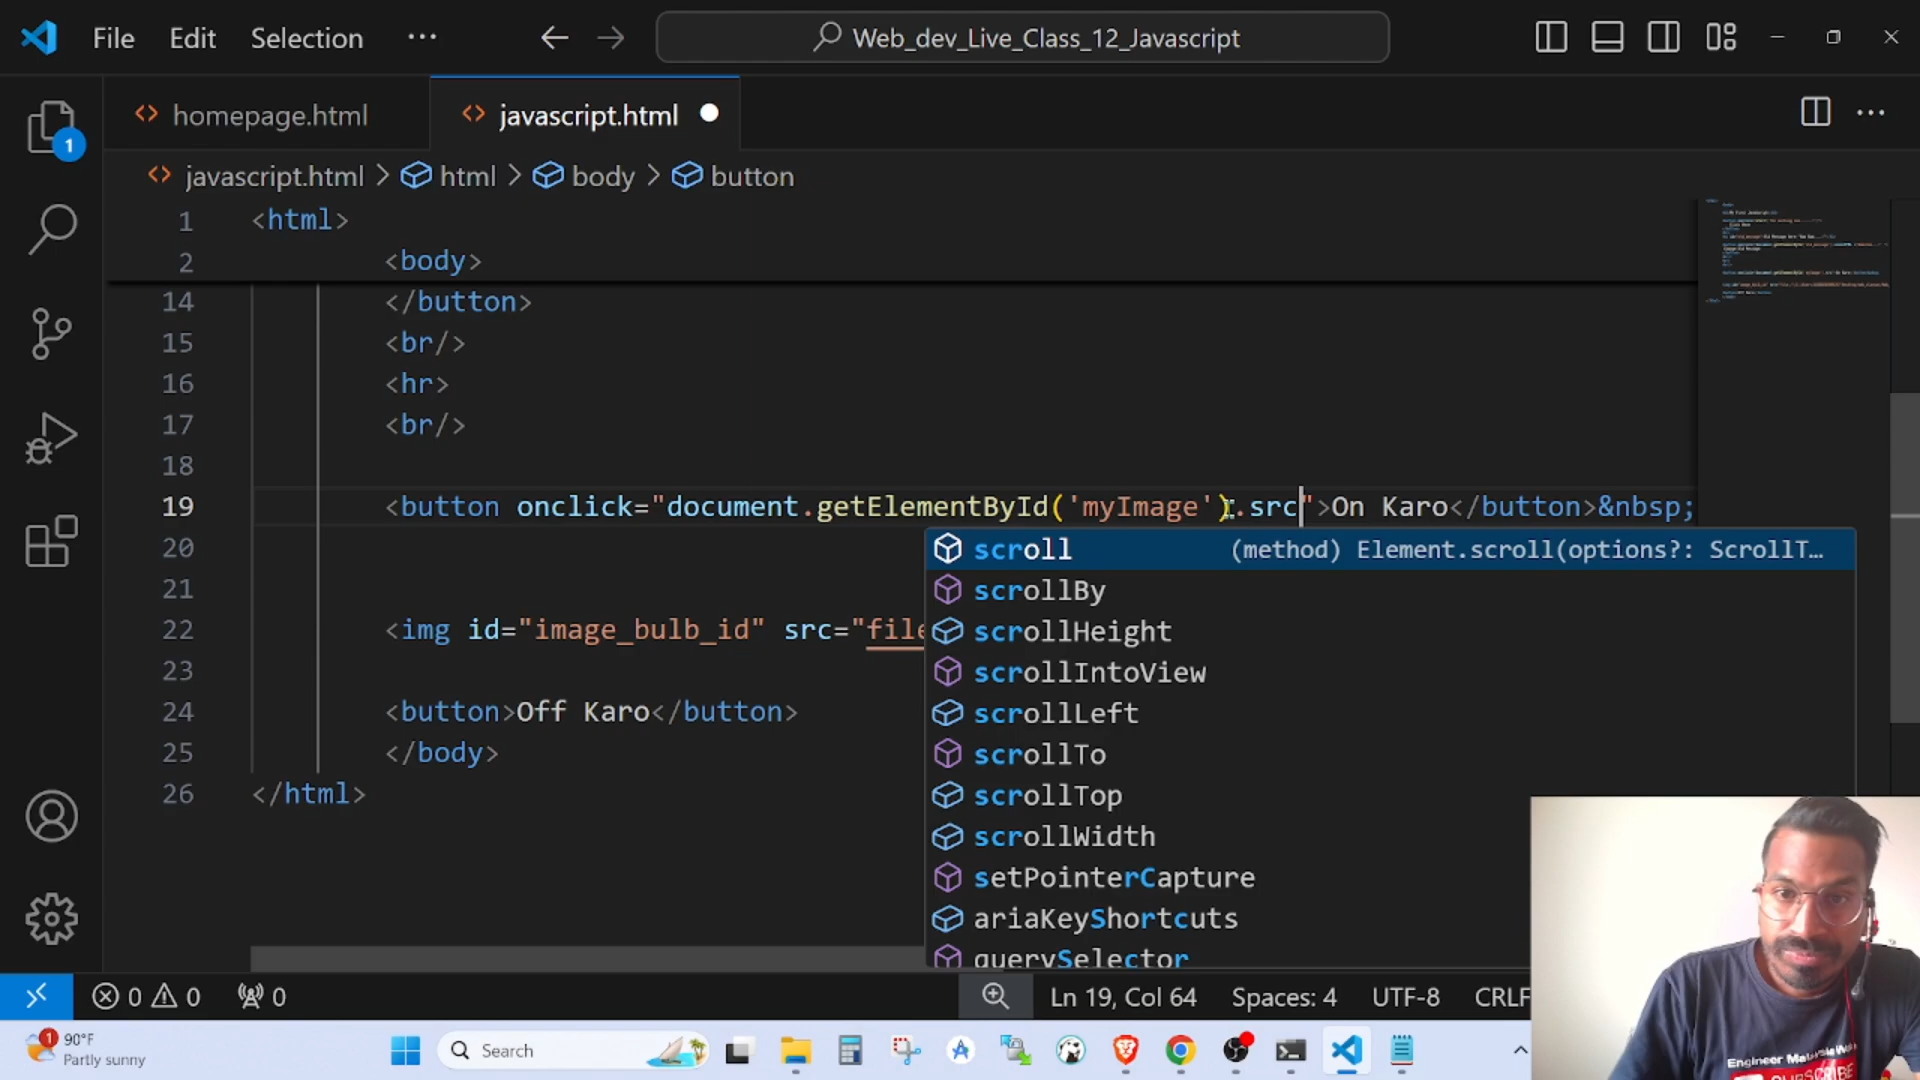 File Edit Selection ··· Web_dev_Live_Class_12_Javascript
homepage.html javascript.html
javascript.html > html > body > button
1 <html>
2 <body>
14 </button>
15 <br/>
16 <hr>
17 <br/>
18
19 <button onclick="document.getElementById('myImage').src">On Karo</button>&nbsp;
20
21
22 <img id="image_bulb_id" src="file
23
24 <button>Off Karo</button>
25 </body>
26 </html>
scroll (method) Element.scroll(options?: ScrollT…
scrollBy
scrollHeight
scrollIntoView
scrollLeft
scrollTo
scrollTop
scrollWidth
setPointerCapture
ariaKeyShortcuts
querySelector
1
0 0 0 Ln 19, Col 64 Spaces: 4 UTF-8 CRLF
1 90°F
Partly sunny
Search
Engineer
SUBSCRIBE